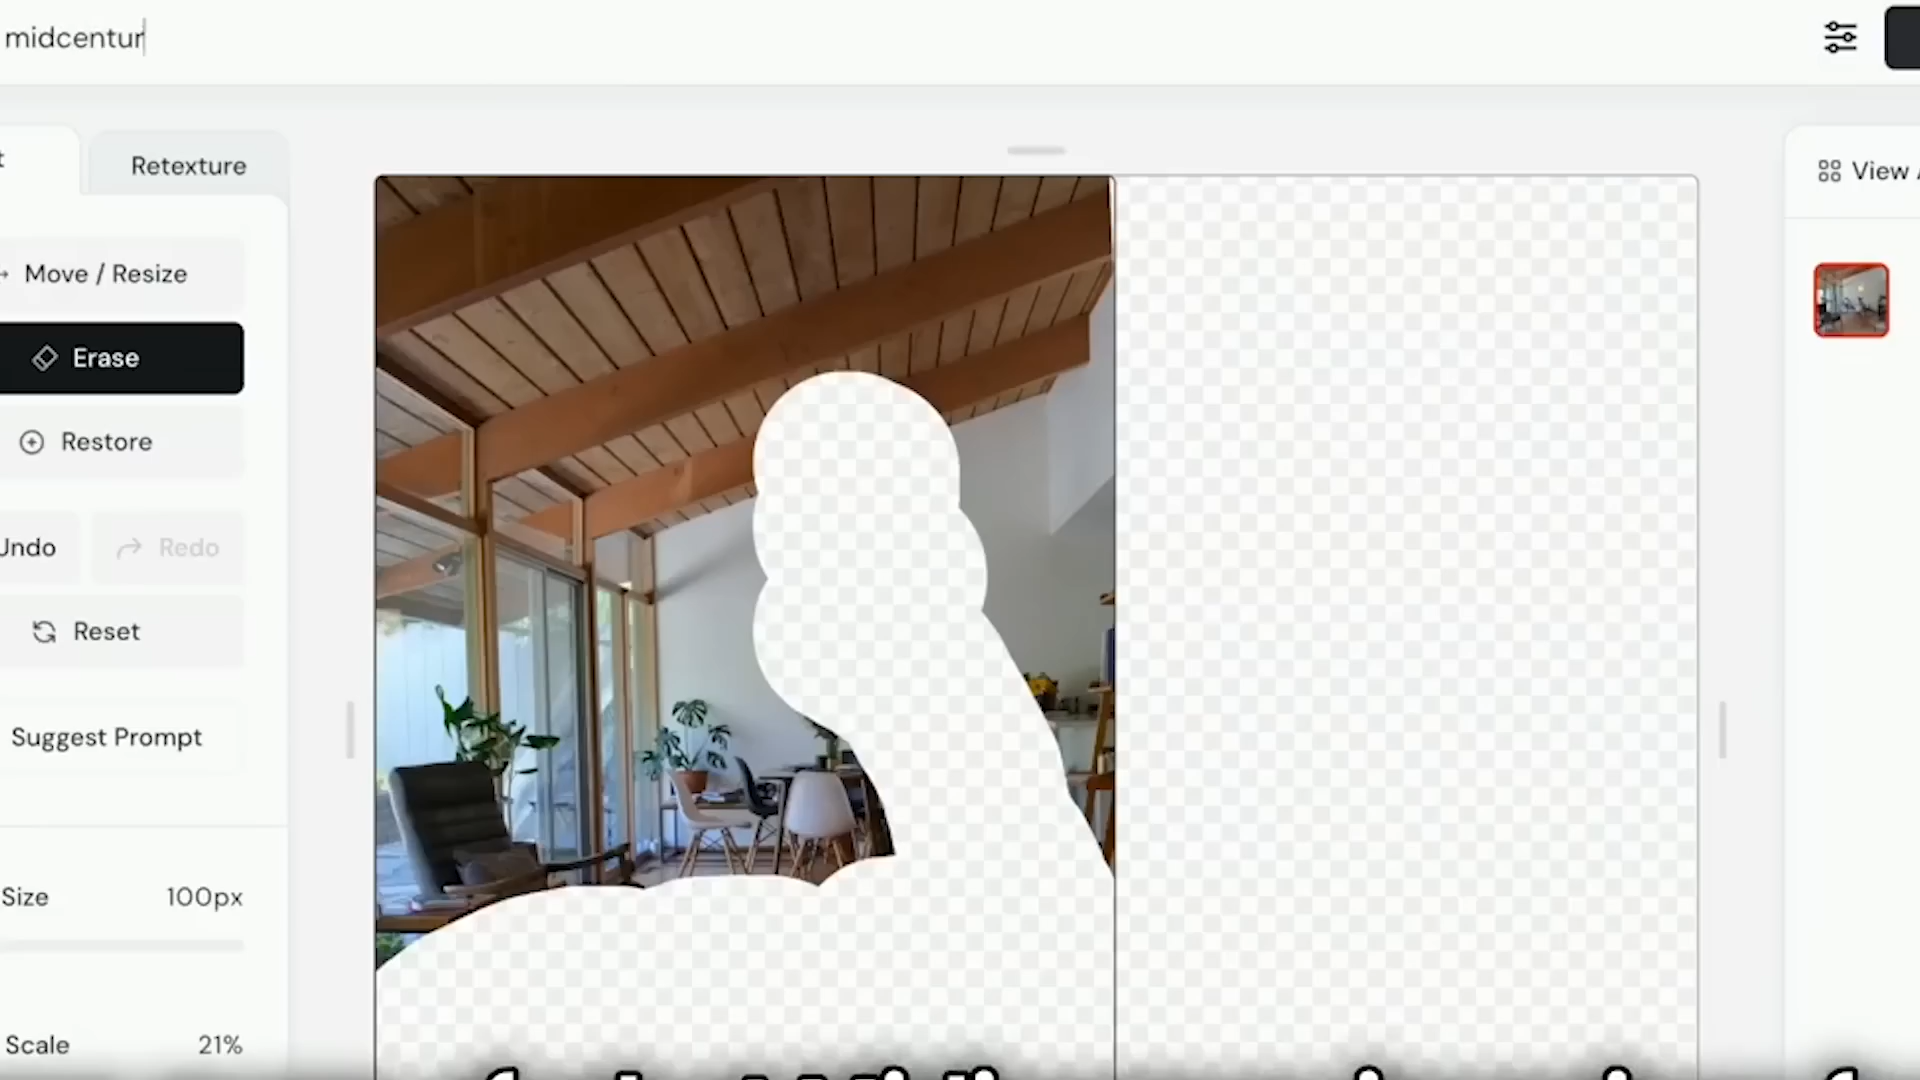 midcentur
Retexture
View
Move / Resize
Erase
Restore
Undo
Redo
Reset
Suggest Prompt
Size 100px
Scale 21%